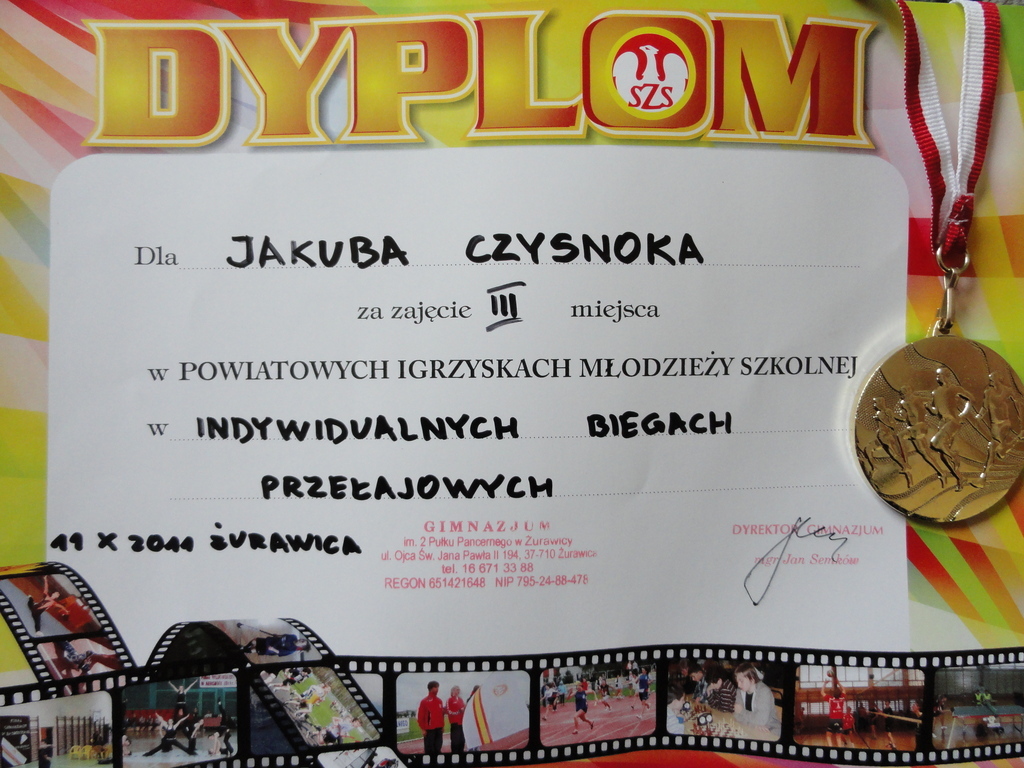 DYPLOM
SZS
Dla JAKUBA CZYSNOKA
za zajęcie III miejsca
w POWIATOWYCH IGRZYSKACH MŁODZIEŻY SZKOLNEJ
w INDYWIDUALNYCH BIEGACH
PRZEŁAJOWYCH
11 X 2011 ŻURAWICA
GIMNAZJUM
im. 2 Pułku Pancernego w Żurawicy
ul. Ojca Św. Jana Pawła II 194, 37-710 Żurawica
tel. 16 671 33 88
REGON 651421648 NIP 795-24-88-478
DYREKTOR GIMNAZJUM
mgr Jan Semków